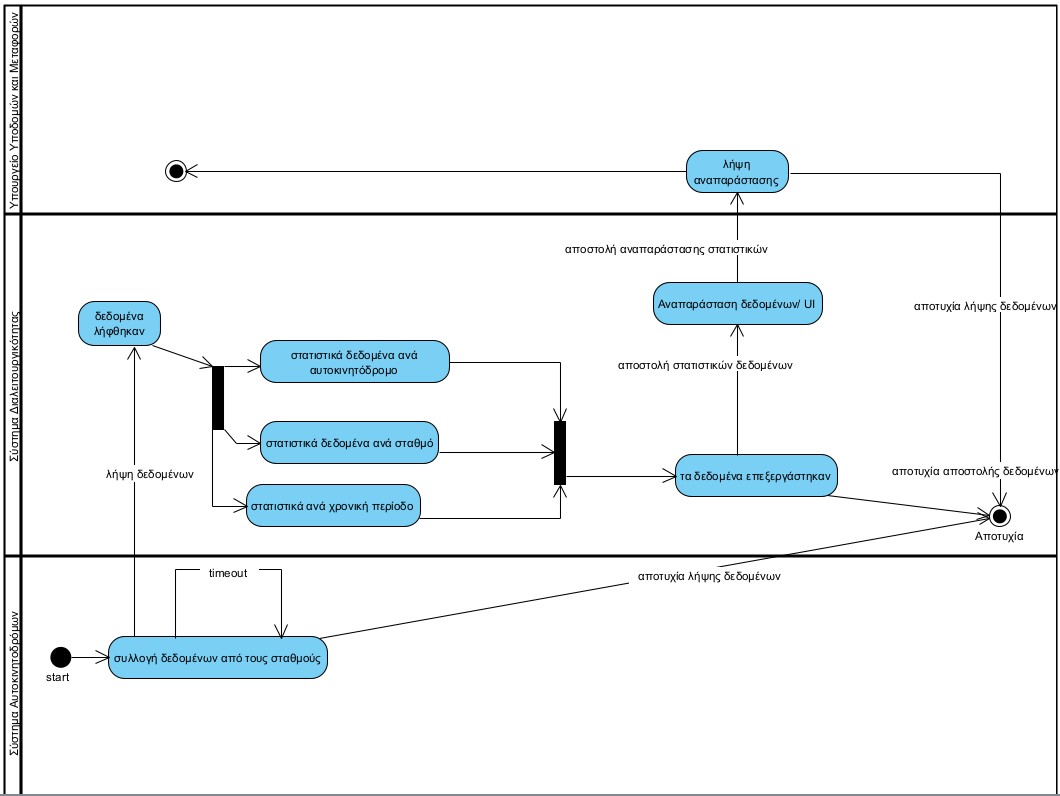 Υπουργείο Υποδομών και Μεταφορών
λήψη
αναπαράστασης
αποστολή αναπαράστασης στατιστικών
Σύστημα Διαλειτουργικότητας
δεδομένα
λήφθηκαν
Αναπαράσταση δεδομένων/ UI
αποτυχία λήψης δεδομένων
στατιστικά δεδομένα ανά
αυτοκινητόδρομο
αποστολή στατιστικών δεδομένων
στατιστικά δεδομένα ανά σταθμό
λήψη δεδομένων
τα δεδομένα επεξεργάστηκαν
αποτυχία αποστολής δεδομένων
στατιστικά ανά χρονική περίοδο
Αποτυχία
Σύστημα Αυτοκινητοδρόμων
timeout
αποτυχία λήψης δεδομένων
συλλογή δεδομένων από τους σταθμούς
start